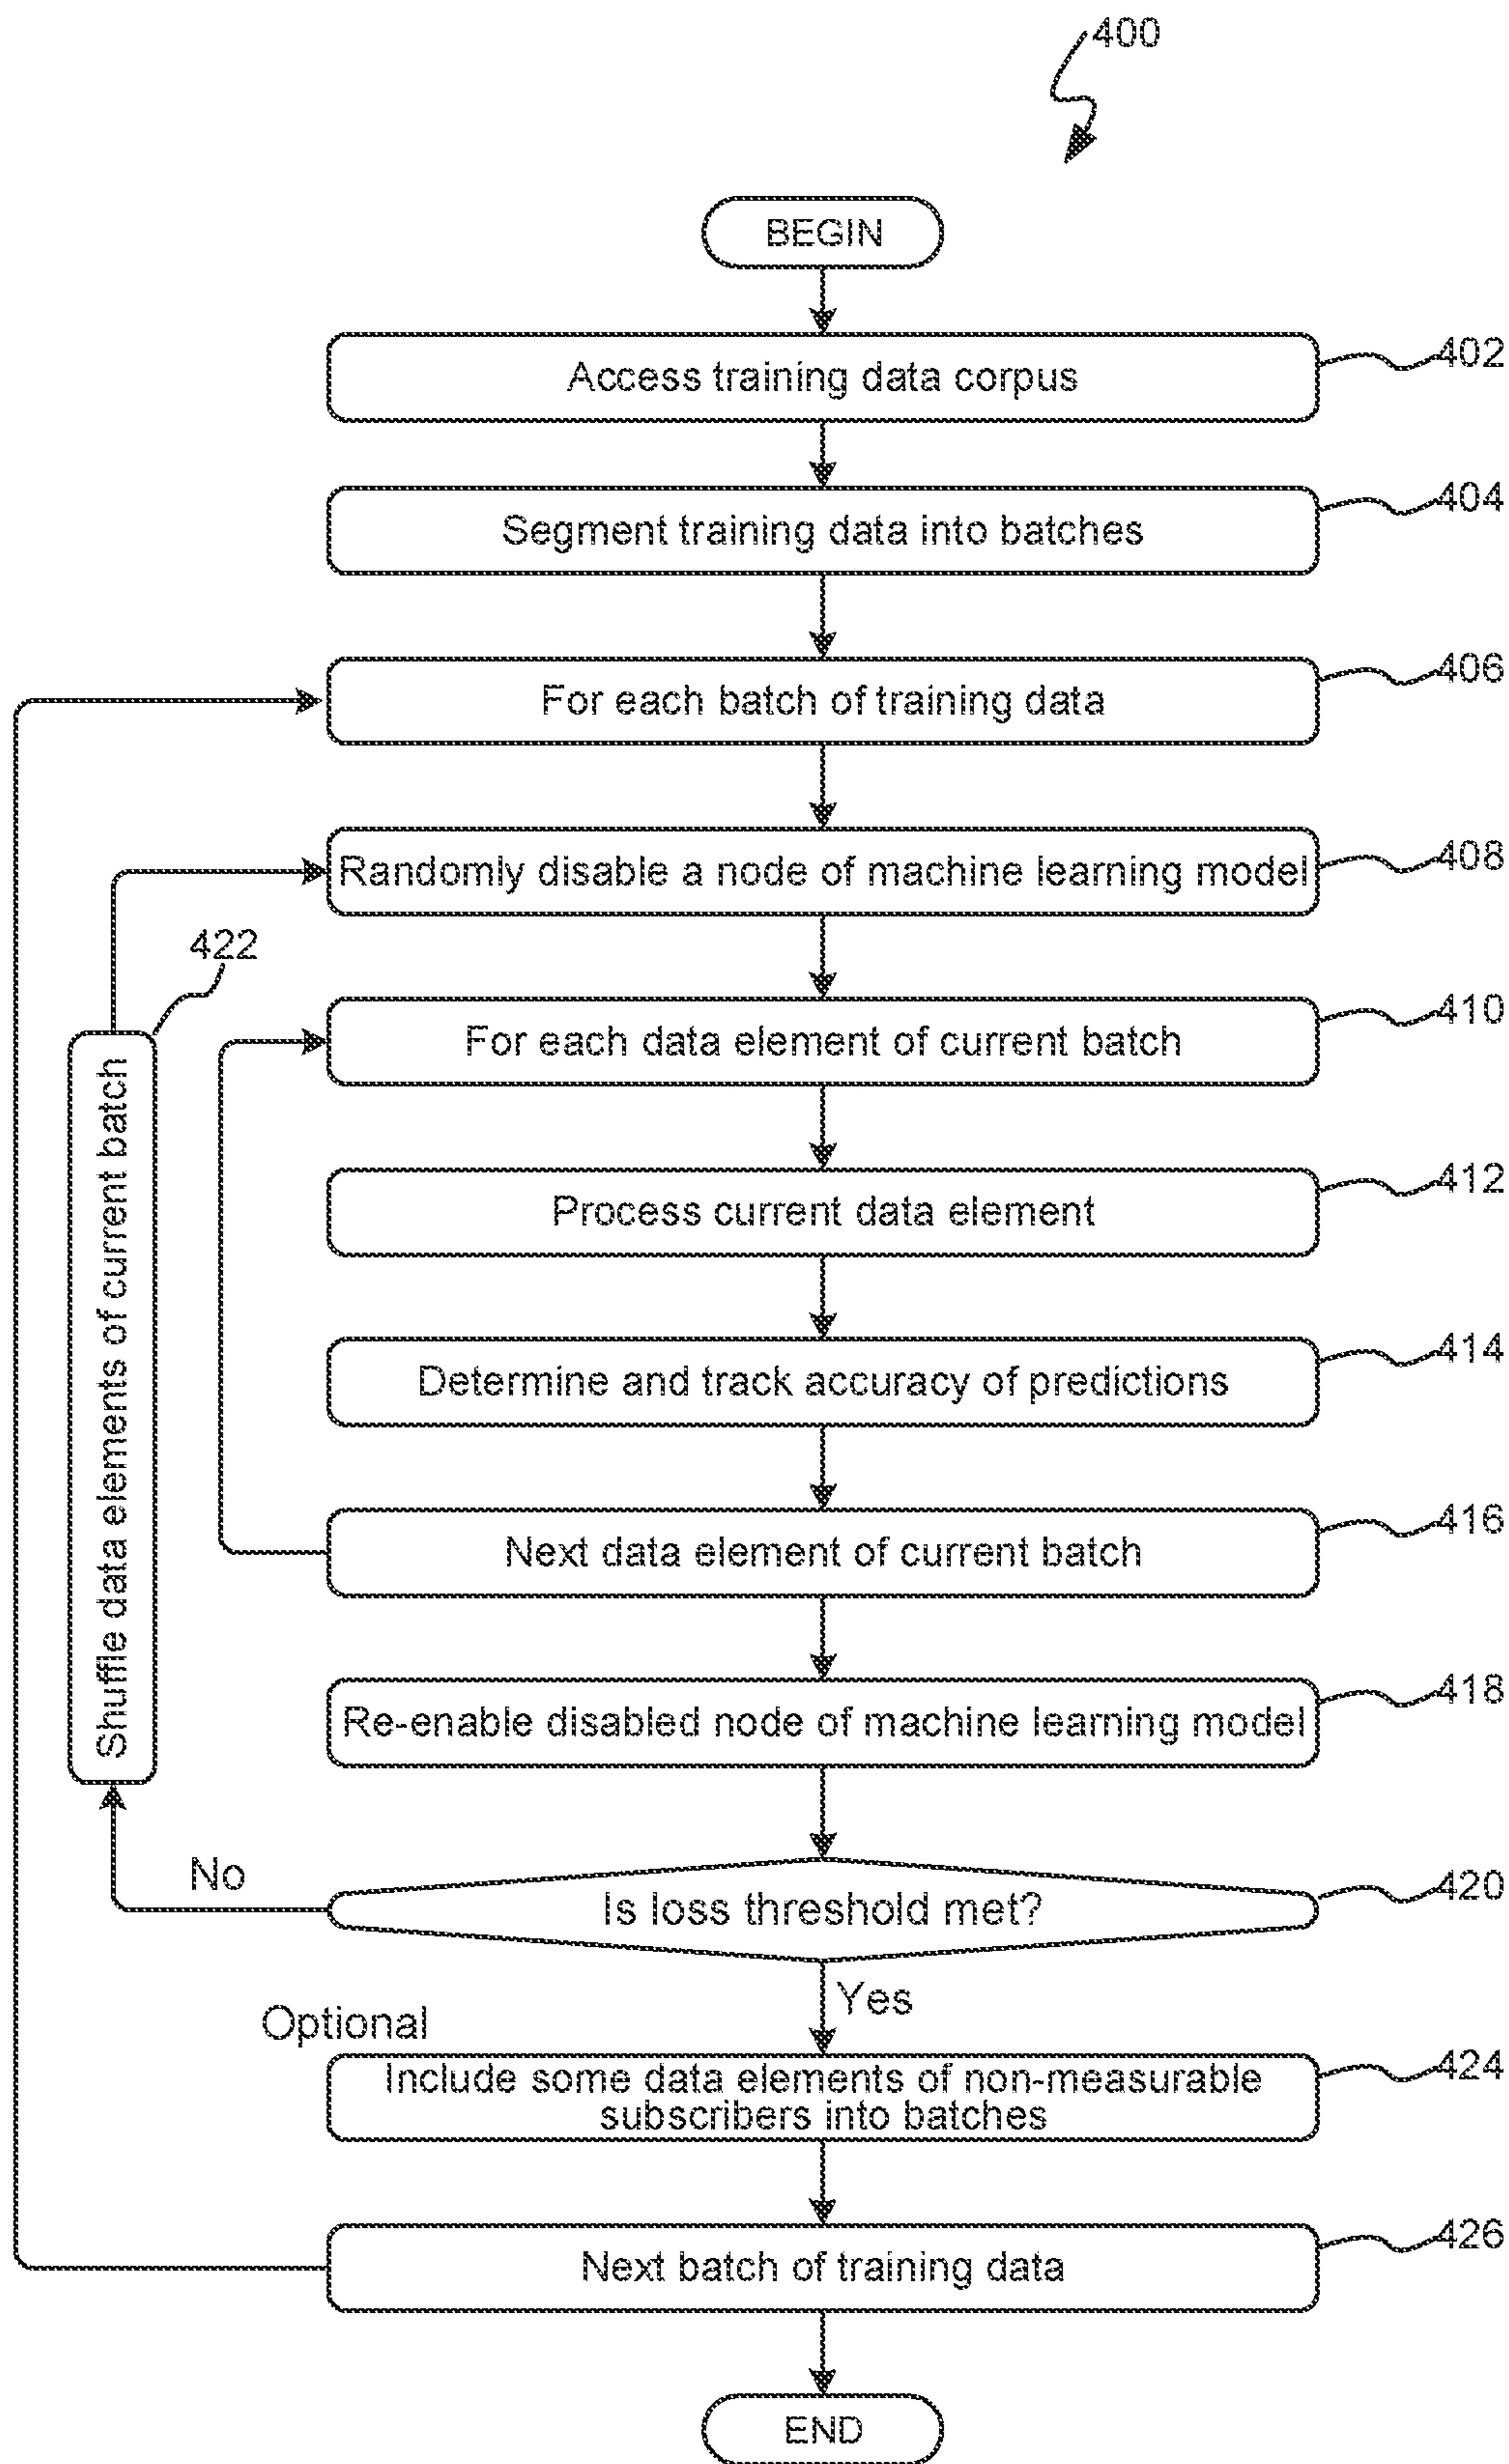 400
BEGIN
Access training data corpus
402
Segment training data into batches
404
For each batch of training data
406
Randomly disable a node of machine learning model
408
422
For each data element of current batch
410
Shuffle data elements of current batch
Process current data element
412
Determine and track accuracy of predictions
414
Next data element of current batch
416
Re-enable disabled node of machine learning model
418
No
Is loss threshold met?
420
Yes
Optional
Include some data elements of non-measurable
subscribers into batches
424
Next batch of training data
426
END